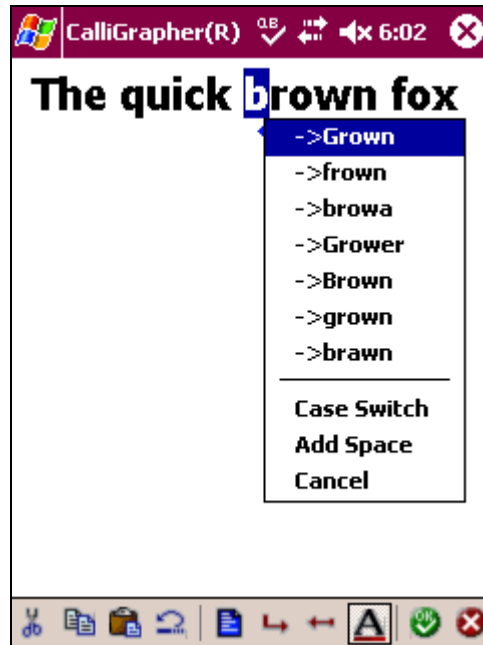 CalliGrapher(R) 6:02
The quick brown fox
->Grown
->frown
->browa
->Grower
->Brown
->grown
->brawn
Case Switch
Add Space
Cancel
A OK